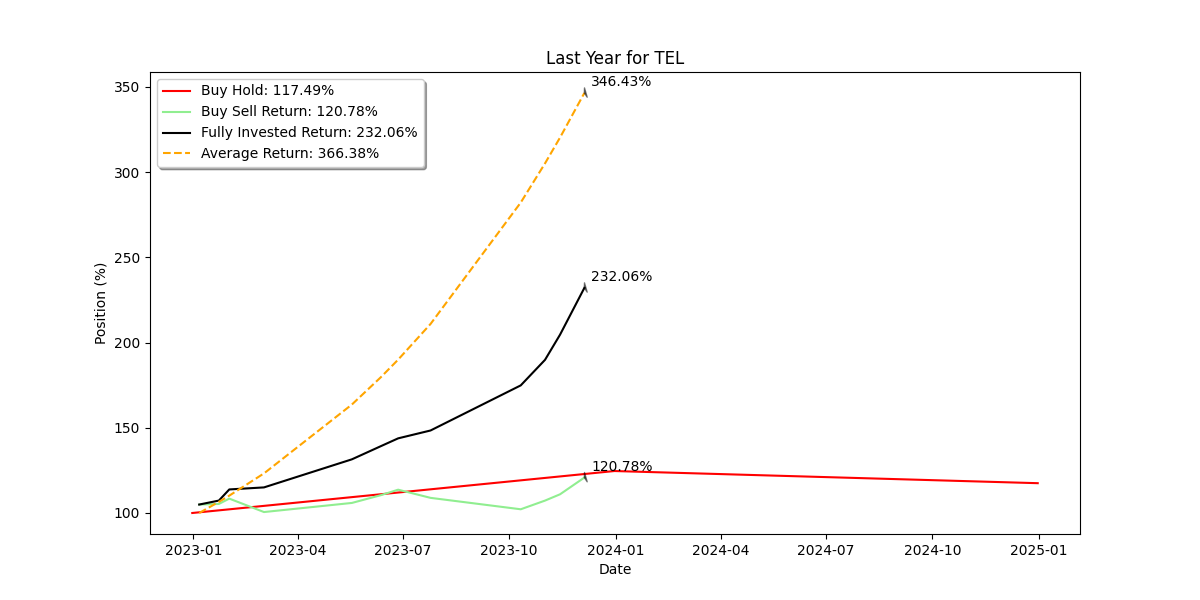 Last Year for TEL
Buy Hold: 117.49%
Buy Sell Return: 120.78%
Fully Invested Return: 232.06%
Average Return: 366.38%
346.43%
232.06%
120.78%
Position (%)
350
300
250
200
150
100
2023-01
2023-04
2023-07
2023-10
2024-01
2024-04
2024-07
2024-10
2025-01
Date